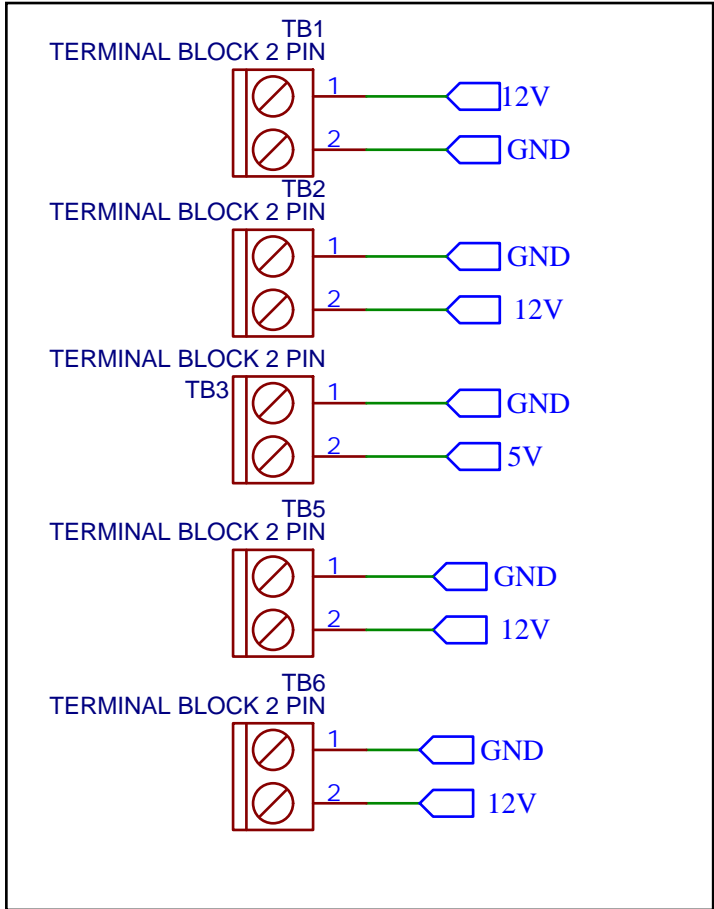 TB1
TERMINAL BLOCK 2 PIN
1 12V
2 GND
TB2
TERMINAL BLOCK 2 PIN
1 GND
2 12V
TERMINAL BLOCK 2 PIN
TB3 1 GND
2 5V
TB5
TERMINAL BLOCK 2 PIN
1 GND
2 12V
TB6
TERMINAL BLOCK 2 PIN
1 GND
2 12V